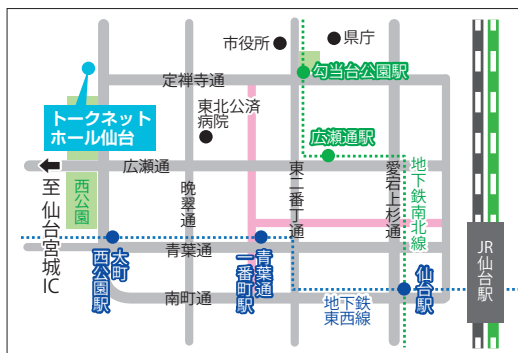 市役所
県庁
勾当台公園駅
定禅寺通
トークネット
ホール仙台
東北公済
病院
広瀬通駅
広瀬通
至 仙台宮城IC
西公園
晩翠通
東二番丁通
愛宕上杉通
地下鉄南北線
大町
西公園駅
青葉通
青葉通
一番町駅
仙台駅
JR
仙台駅
南町通
地下鉄
東西線